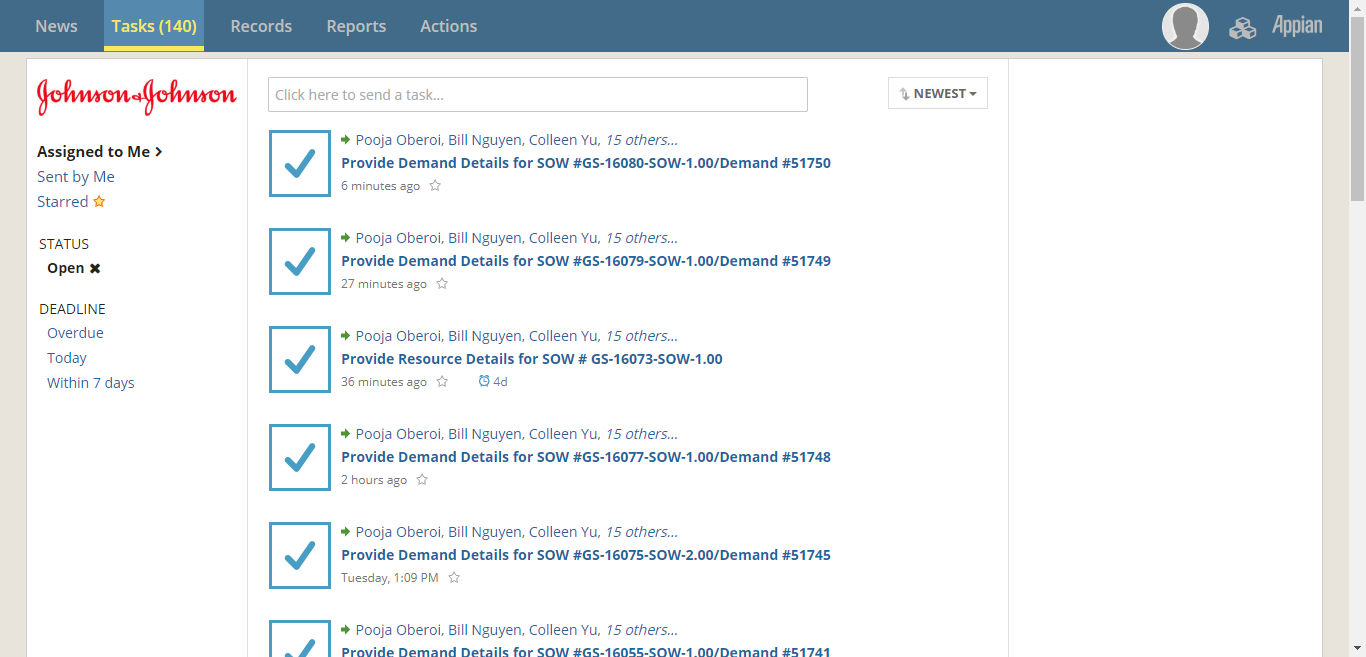 News
Tasks (140)
Records
Reports
Actions
Appian
Johnson & Johnson
Assigned to Me
Sent by Me
Starred
STATUS
Open
DEADLINE
Overdue
Today
Within 7 days
Click here to send a task...
NEWEST
Pooja Oberoi, Bill Nguyen, Colleen Yu, 15 others...
Provide Demand Details for SOW #GS-16080-SOW-1.00/Demand #51750
6 minutes ago
Pooja Oberoi, Bill Nguyen, Colleen Yu, 15 others...
Provide Demand Details for SOW #GS-16079-SOW-1.00/Demand #51749
27 minutes ago
Pooja Oberoi, Bill Nguyen, Colleen Yu, 15 others...
Provide Resource Details for SOW # GS-16073-SOW-1.00
36 minutes ago 4d
Pooja Oberoi, Bill Nguyen, Colleen Yu, 15 others...
Provide Demand Details for SOW #GS-16077-SOW-1.00/Demand #51748
2 hours ago
Pooja Oberoi, Bill Nguyen, Colleen Yu, 15 others...
Provide Demand Details for SOW #GS-16075-SOW-2.00/Demand #51745
Tuesday, 1:09 PM
Pooja Oberoi, Bill Nguyen, Colleen Yu, 15 others...
Provide Demand Details for SOW #GS-16055-SOW-1.00/Demand #51741